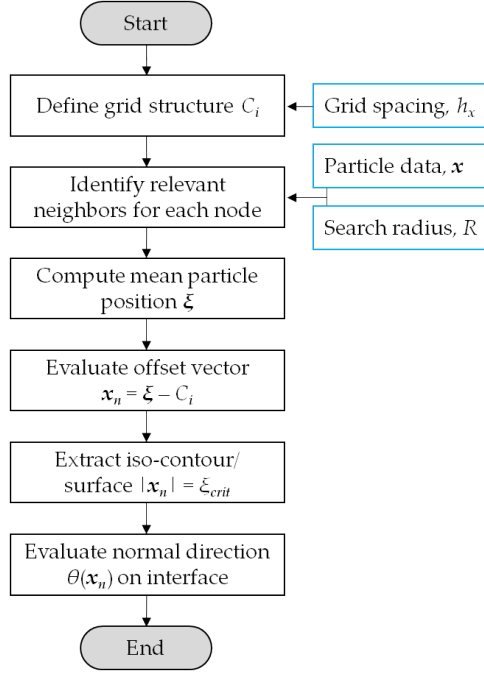 Start
Define grid structure C_i
Grid spacing, h_x
Particle data, x
Identify relevant
neighbors for each node
Search radius, R
Compute mean particle
position ξ
Evaluate offset vector
x_n = ξ – C_i
Extract iso-contour/
surface |x_n| = ξ_crit
Evaluate normal direction
θ(x_n) on interface
End